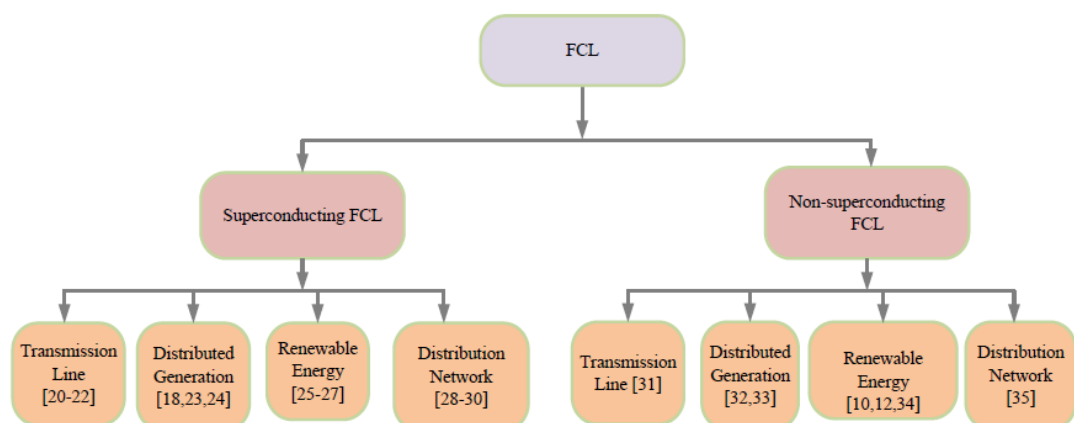 FCL
Superconducting FCL
Non-superconducting
FCL
Transmission
Line
[20-22]
Distributed
Generation
[18,23,24]
Renewable
Energy
[25-27]
Distribution
Network
[28-30]
Transmission
Line [31]
Distributed
Generation
[32,33]
Renewable
Energy
[10,12,34]
Distribution
Network
[35]